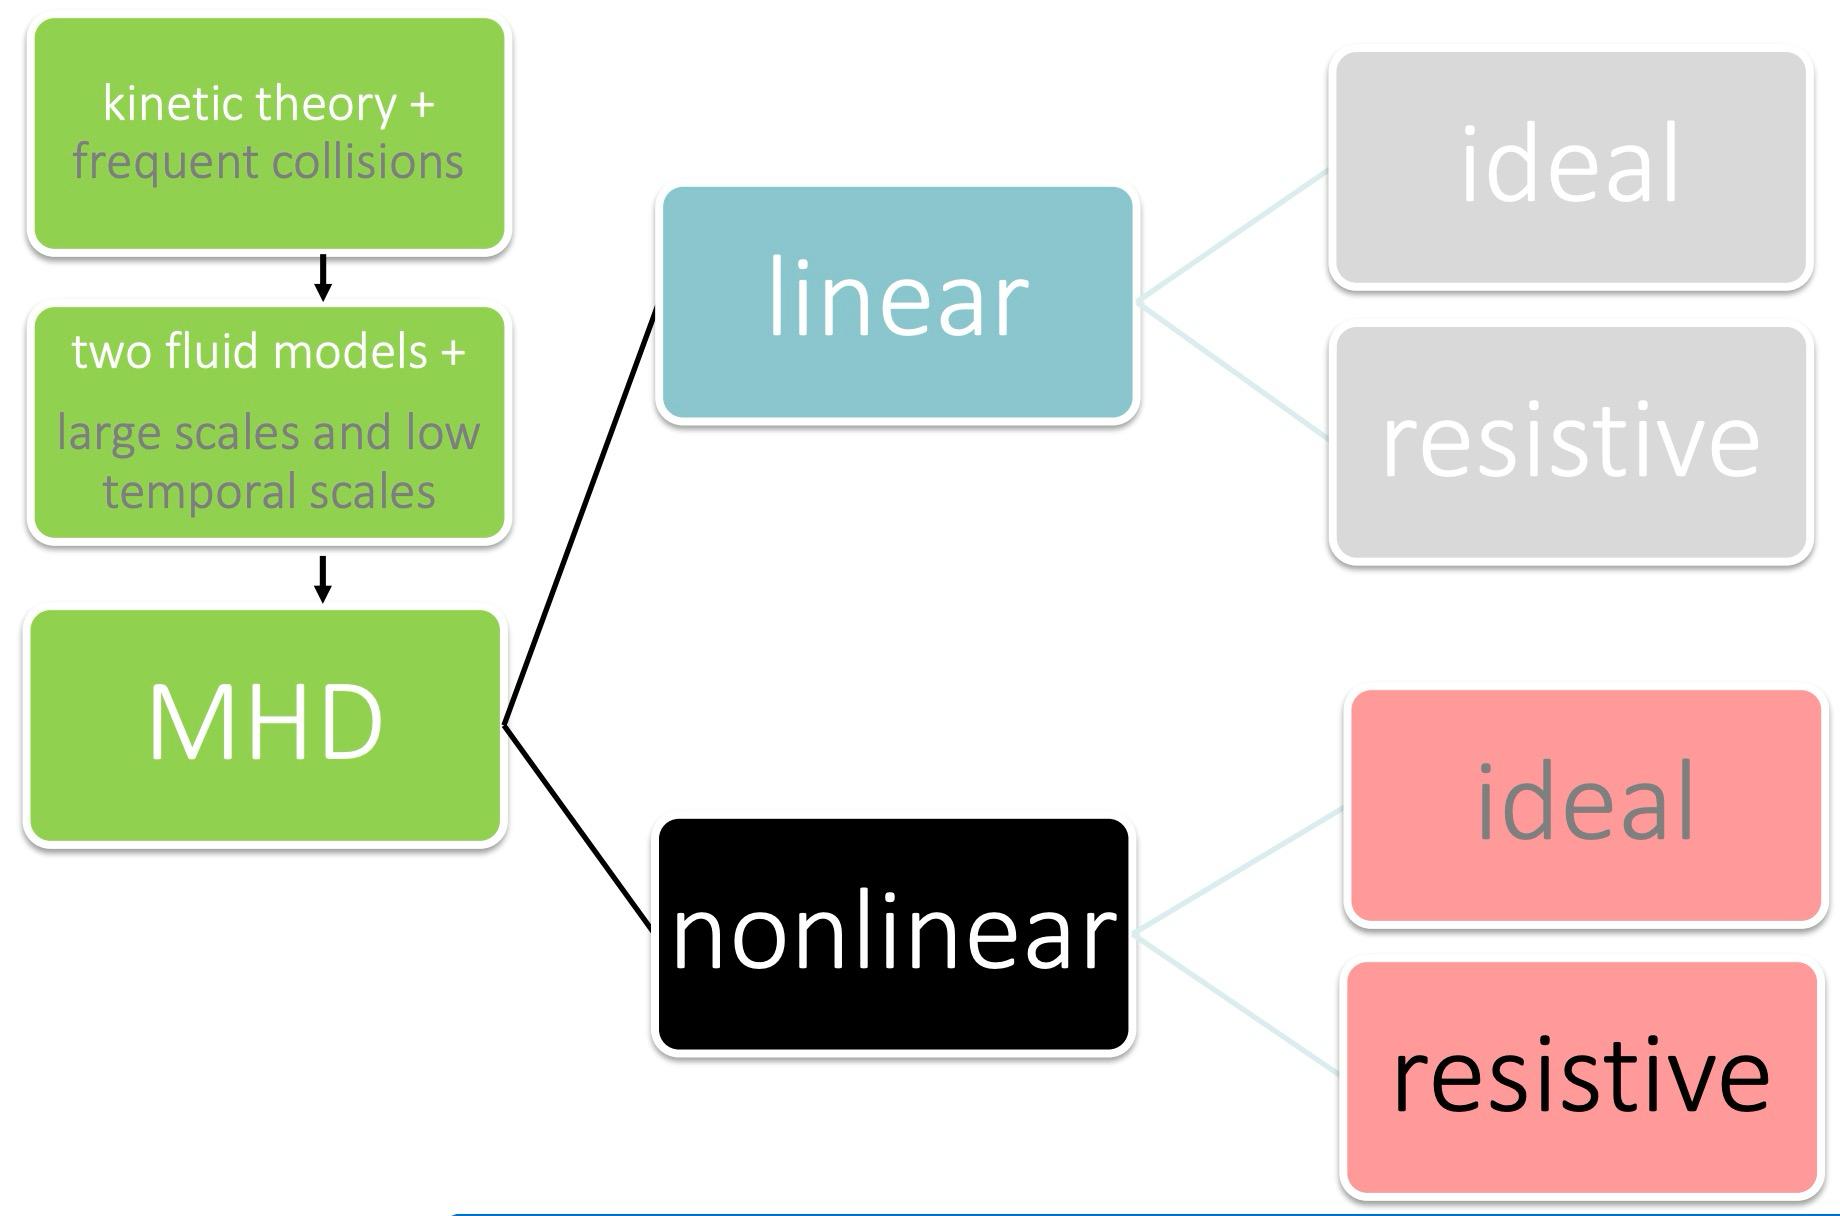 kinetic theory +
frequent collisions
two fluid models +
large scales and low
temporal scales
MHD
linear
nonlinear
ideal
resistive
ideal
resistive